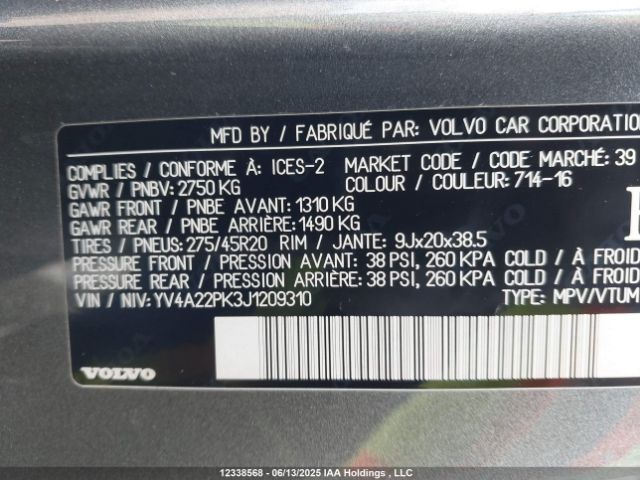 MFD BY / FABRIQUÉ PAR: VOLVO CAR CORPORATION
COMPLIES / CONFORME À: ICES-2 MARKET CODE / CODE MARCHÉ: 39
GVWR / PNBV: 2750 KG COLOUR / COULEUR: 714-16
GAWR FRONT / PNBE AVANT: 1310 KG
GAWR REAR / PNBE ARRIÈRE: 1490 KG
TIRES / PNEUS: 275/45R20 RIM / JANTE: 9Jx20x38.5
PRESSURE FRONT / PRESSION AVANT: 38 PSI, 260 KPA COLD / À FROID
PRESSURE REAR / PRESSION ARRIÈRE: 38 PSI, 260 KPA COLD / À FROID
VIN / NIV: YV4A22PK3J1209310 TYPE: MPV/VTUM
VOLVO
12338568 - 06/13/2025 IAA Holdings , LLC